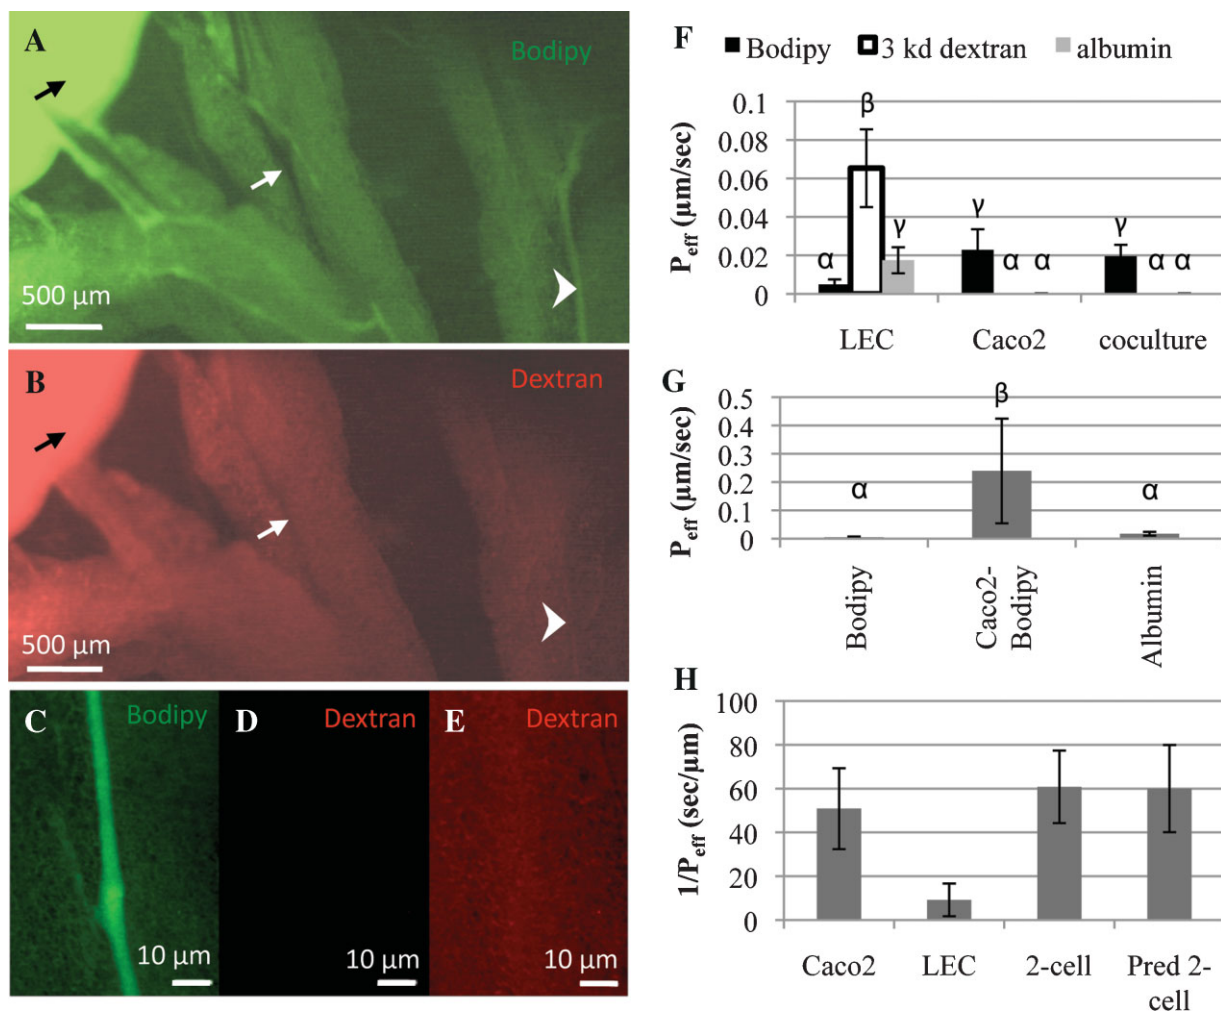 A
Bodipy
500 µm
B
Dextran
500 µm
C
Bodipy
10 µm
D
Dextran
10 µm
E
Dextran
10 µm
F
Bodipy 3 kd dextran albumin
Peff (µm/sec)
0.1
0.08
0.06
0.04
0.02
0
α β γ γ α α γ α α
LEC Caco2 coculture
G
Peff (µm/sec)
0.5
0.4
0.3
0.2
0.1
0
α β α
Bodipy
Caco2-
Bodipy
Albumin
H
1/Peff (sec/µm)
100
80
60
40
20
0
Caco2 LEC 2-cell Pred 2-
cell